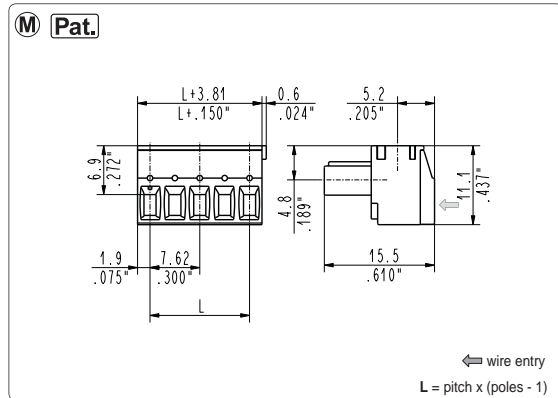 M Pat.
L+3.81
L+.150"
0.6
.024"
5.2
.205"
6.9
.272"
4.8
.189"
11.1
.437"
1.9
.075"
7.62
.300"
15.5
.610"
L
wire entry
L = pitch x (poles - 1)